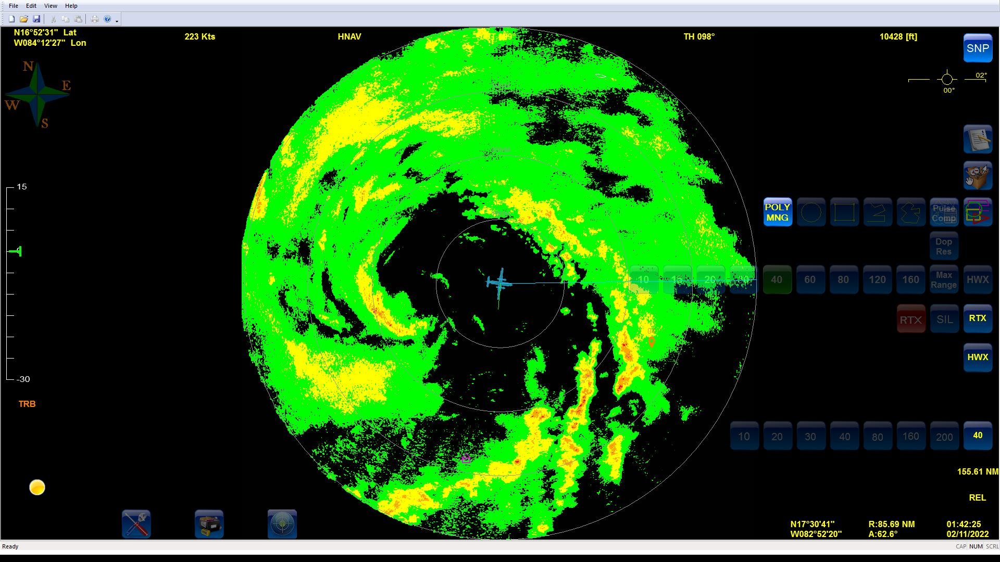 File Edit View Help
N16°52'31" Lat
W084°12'27" Lon
223 Kts
HNAV
TH 098°
10428 [ft]
SNP
N
E
W
S
02°
00°
15
-30
TRB
POLY
MNG
Pulse
Comp
Dop
Res
10 15 20 30 40 60 80 120 160
Max
Range
HWX
RTX SIL RTX
HWX
10 20 30 40 80 160 200 40
155.61 NM
REL
N17°30'41" R:85.69 NM 01:42:25
W082°52'20" A:62.6° 02/11/2022
Ready
CAP NUM SCRL